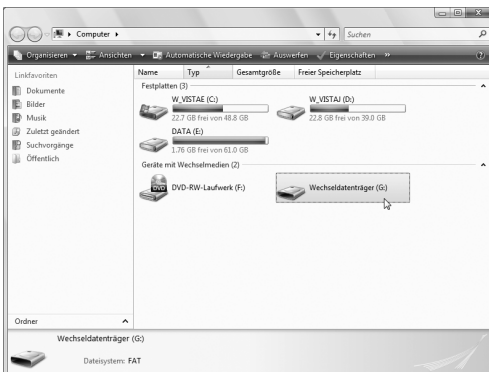 Computer
Suchen
Organisieren Ansichten Automatische Wiedergabe Auswerfen Eigenschaften »
Linkfavoriten
Dokumente
Bilder
Musik
Zuletzt geändert
Suchvorgänge
Öffentlich
Ordner
Name Typ Gesamtgröße Freier Speicherplatz
Festplatten (3)
W_VISTAE (C:)
22.7 GB frei von 48.8 GB
W_VISTAJ (D:)
22.8 GB frei von 39.0 GB
DATA (E:)
1.76 GB frei von 61.0 GB
Geräte mit Wechselmedien (2)
DVD
DVD-RW-Laufwerk (F:)
Wechseldatenträger (G:)
Wechseldatenträger (G:)
Dateisystem: FAT